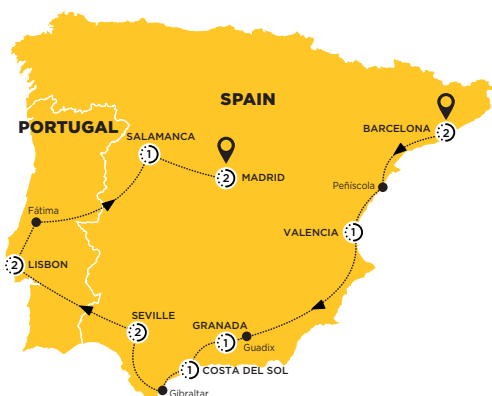 SPAIN
PORTUGAL
SALAMANCA
1
2 MADRID
BARCELONA
2
Peñíscola
Fátima
VALENCIA
1
2 LISBON
SEVILLE
2
GRANADA
1
Guadix
1 COSTA DEL SOL
Gibraltar